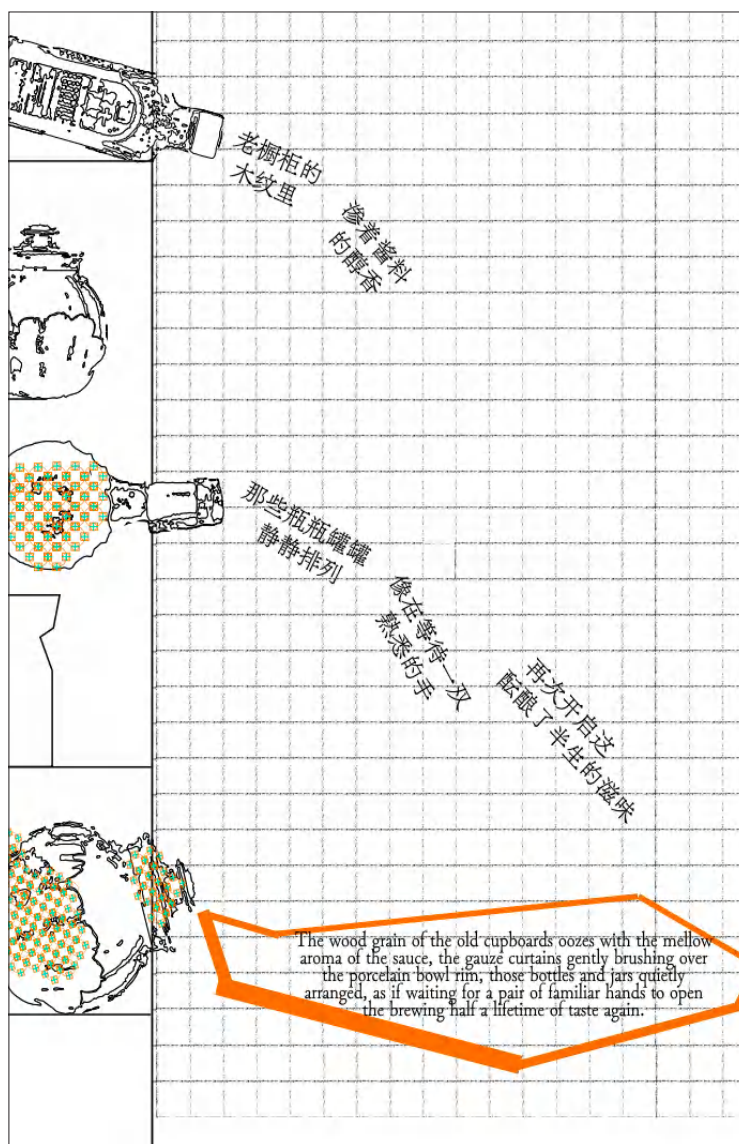 老橱柜的
木纹里
渗着酱料
的醇香
那些瓶瓶罐罐
静静排列
像在等待一双
熟悉的手
再次开启这
酝酿了半生的滋味
The wood grain of the old cupboards oozes with the mellow
aroma of the sauce, the gauze curtains gently brushing over
the porcelain bowl rim, those bottles and jars quietly
arranged, as if waiting for a pair of familiar hands to open
the brewing half a lifetime of taste again.